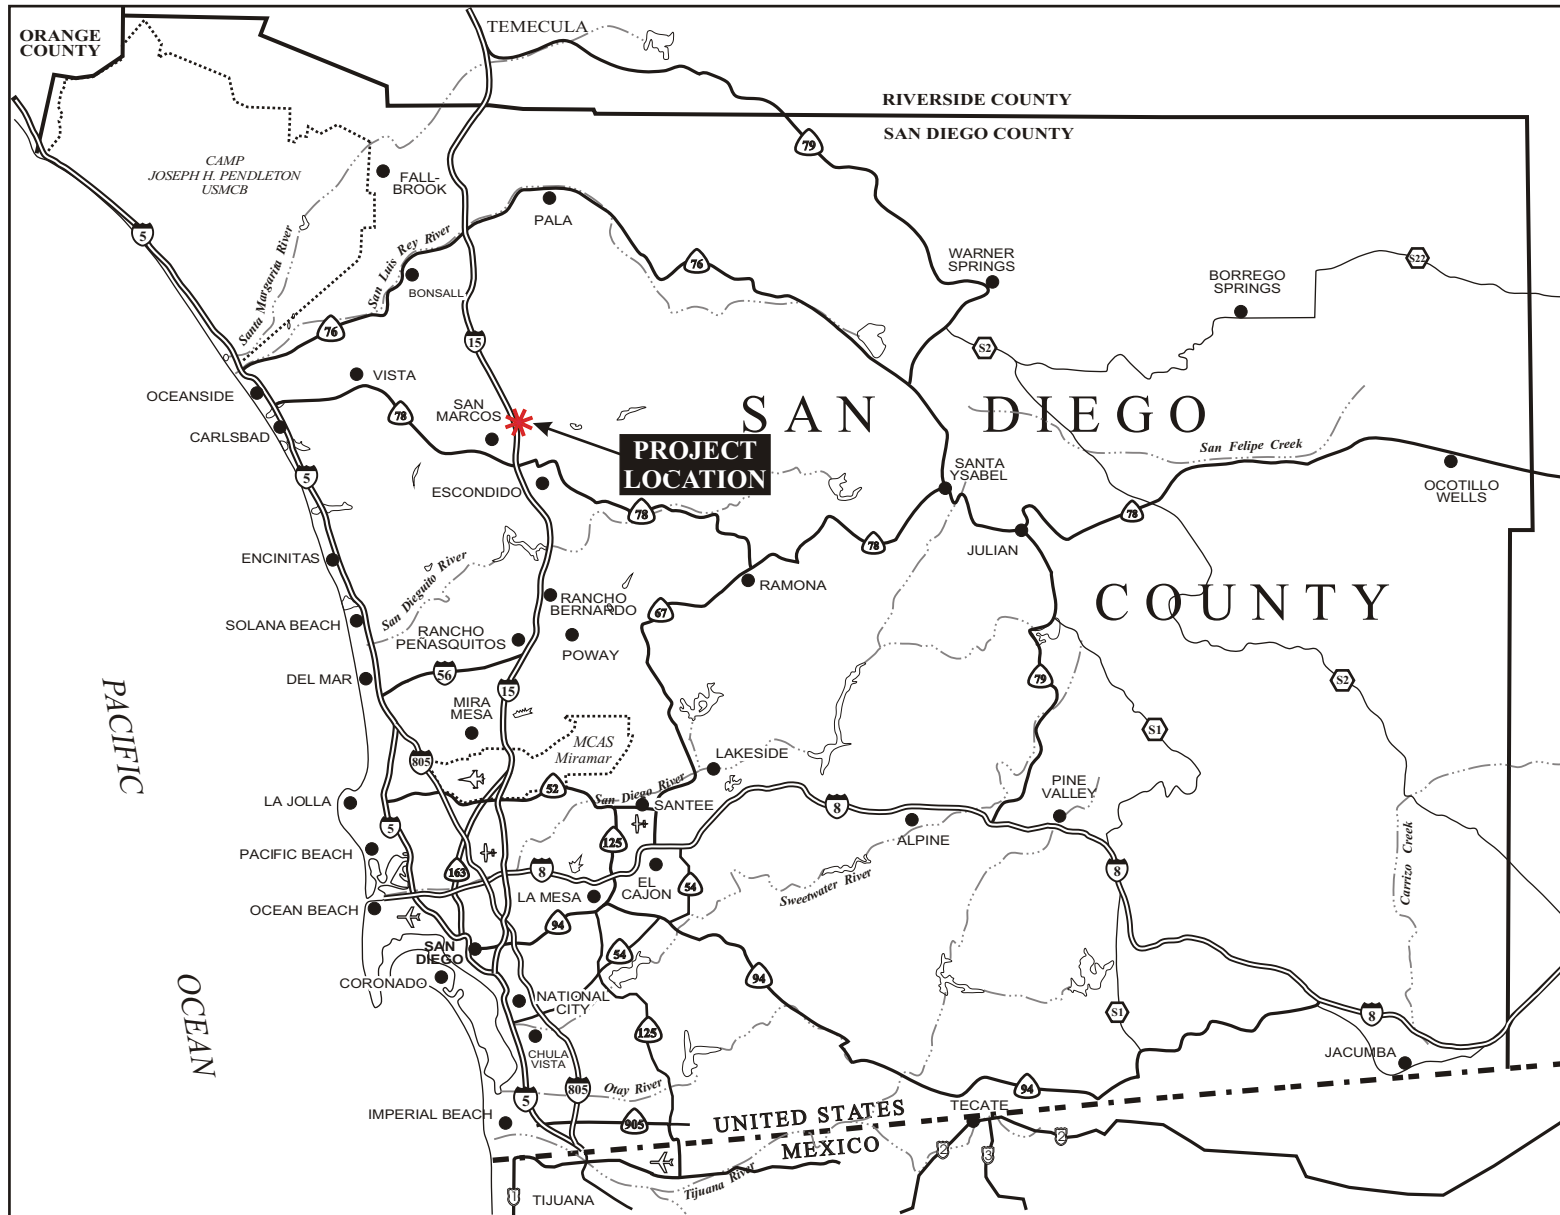 ORANGE
COUNTY
TEMECULA
RIVERSIDE COUNTY
SAN DIEGO COUNTY
79
CAMP
JOSEPH H. PENDLETON
USMCB
FALL-
BROOK
PALA
5
Santa Margarita River
San Luis Rey River
BONSALL
76
76
WARNER
SPRINGS
S22
BORREGO
SPRINGS
15
S2
VISTA
OCEANSIDE
CARLSBAD
78
SAN
MARCOS
SAN DIEGO
COUNTY
PROJECT
LOCATION
San Felipe Creek
SANTA
YSABEL
OCOTILLO
WELLS
5
ESCONDIDO
78
78
78
JULIAN
ENCINITAS
San Dieguito River
RAMONA
RANCHO
BERNARDO
67
SOLANA BEACH
RANCHO
PEÑASQUITOS
POWAY
DEL MAR
56
15
79
S2
S1
PACIFIC
OCEAN
MIRA
MESA
MCAS
Miramar
805
LAKESIDE
52
San Diego River
SANTEE
LA JOLLA
5
8
ALPINE
PINE
VALLEY
125
PACIFIC BEACH
163
8
EL
CAJON
54
8
Carrizo Creek
Sweetwater River
LA MESA
OCEAN BEACH
94
SAN
DIEGO
54
94
CORONADO
NATIONAL
CITY
125
S1
8
CHULA
VISTA
JACUMBA
Otay River
94
5
805
905
IMPERIAL BEACH
UNITED STATES
MEXICO
TECATE
2
3
2
Tijuana River
1
TIJUANA